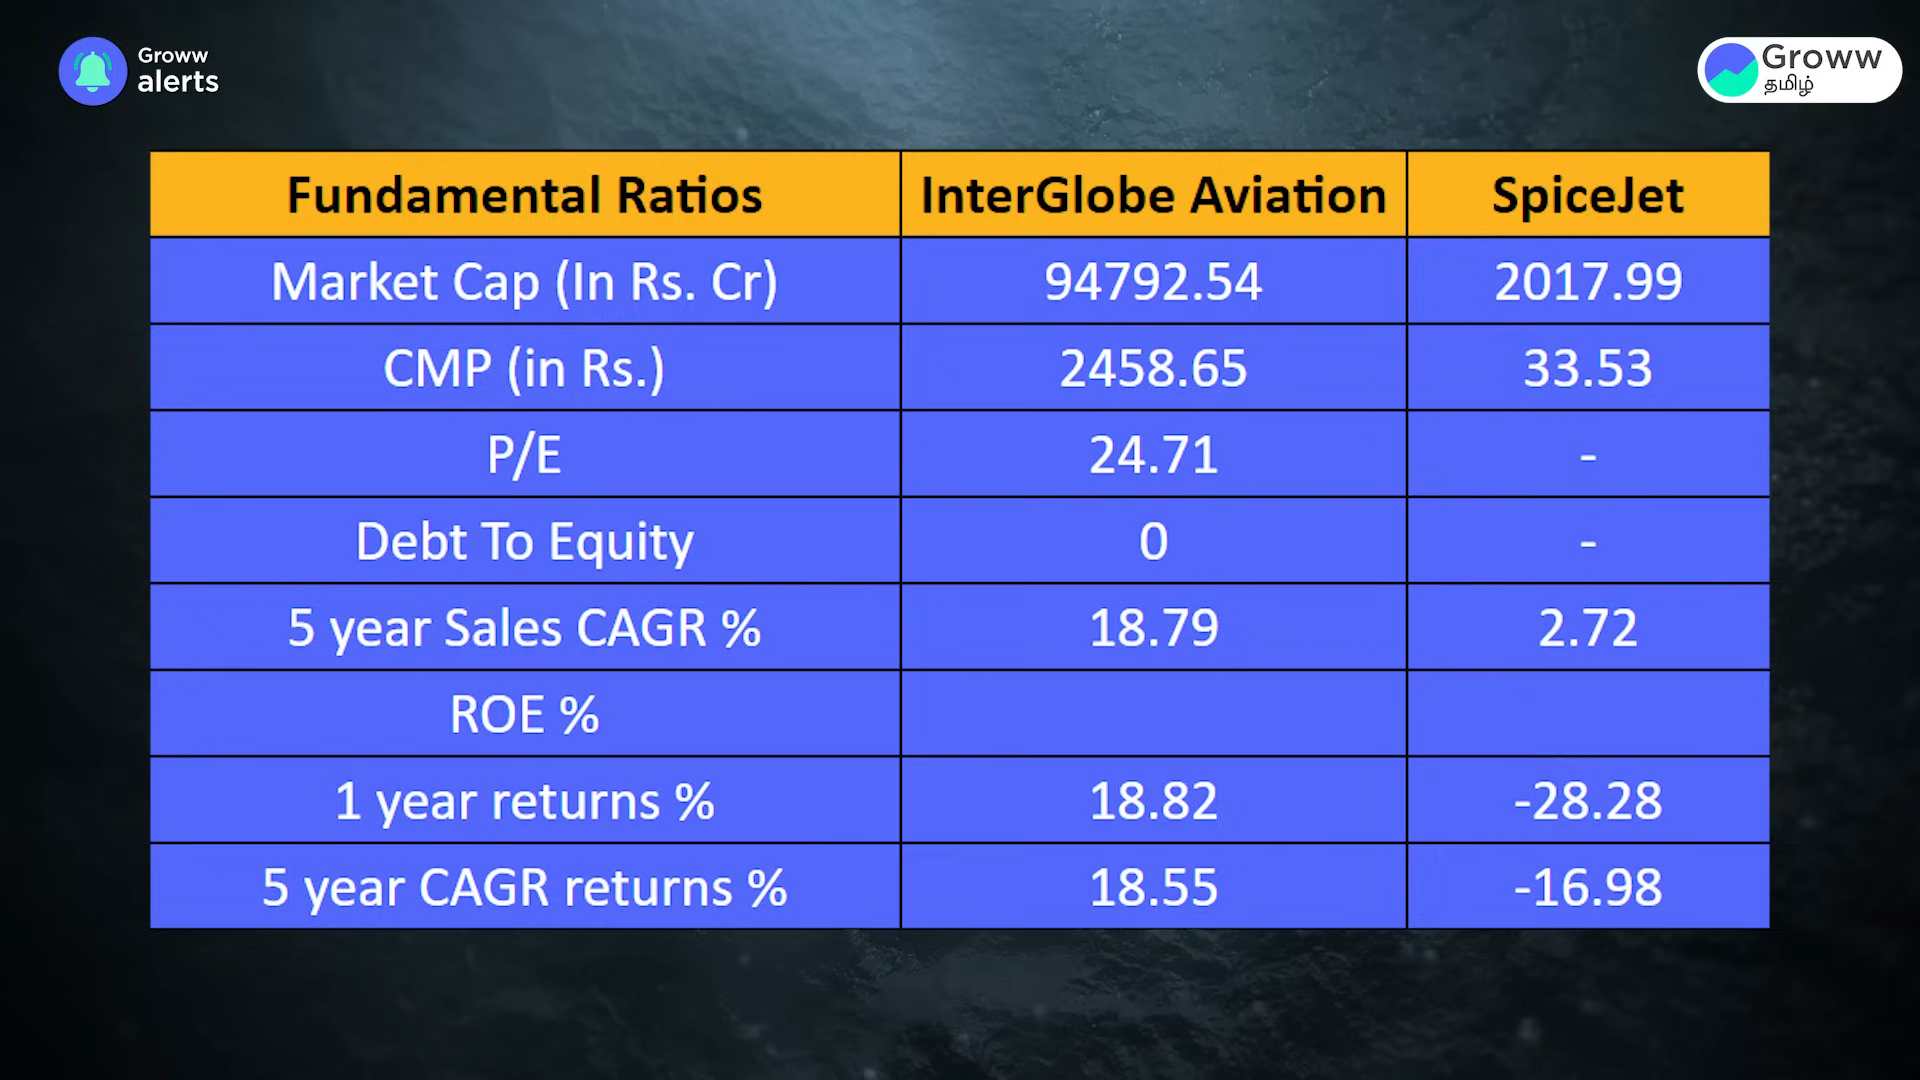 Groww
alerts
Groww
தமிழ்
Fundamental Ratios InterGlobe Aviation SpiceJet
Market Cap (In Rs. Cr) 94792.54 2017.99
CMP (in Rs.) 2458.65 33.53
P/E 24.71 -
Debt To Equity 0 -
5 year Sales CAGR % 18.79 2.72
ROE %
1 year returns % 18.82 -28.28
5 year CAGR returns % 18.55 -16.98